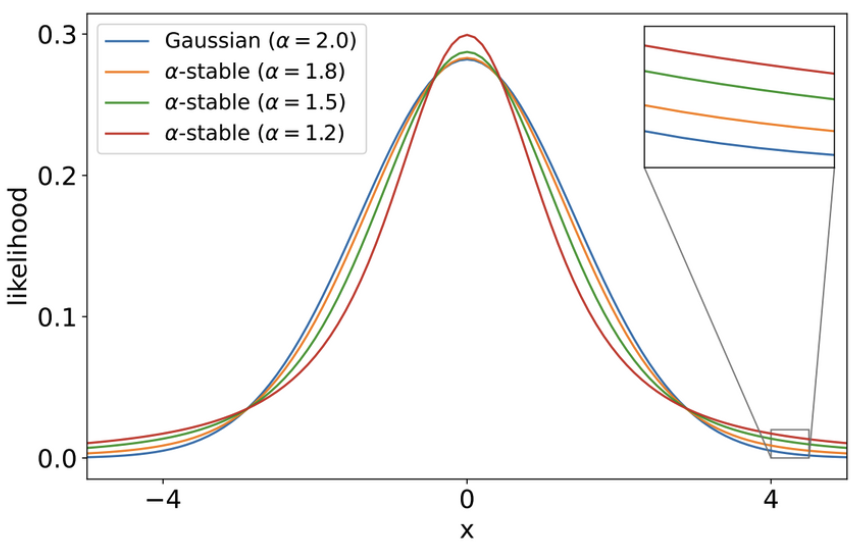 0.3
0.2
0.1
0.0
likelihood
Gaussian (α = 2.0)
α-stable (α = 1.8)
α-stable (α = 1.5)
α-stable (α = 1.2)
−4 0 4
x